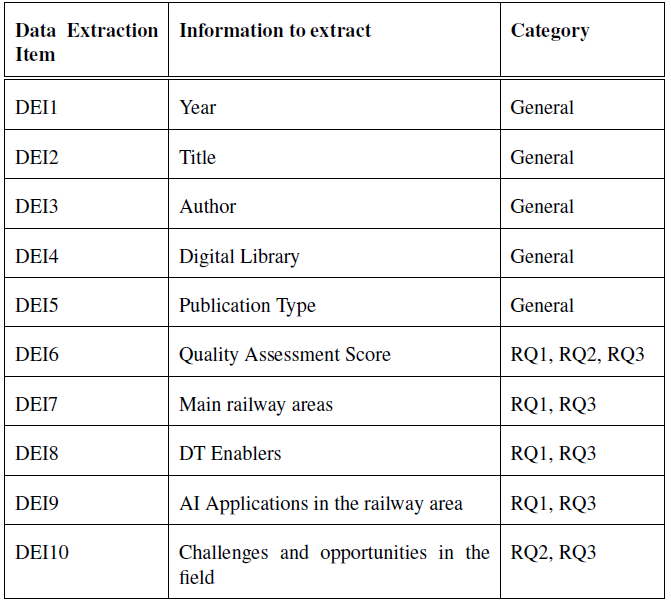 Data Extraction Item Information to extract Category
DEI1 Year General
DEI2 Title General
DEI3 Author General
DEI4 Digital Library General
DEI5 Publication Type General
DEI6 Quality Assessment Score RQ1, RQ2, RQ3
DEI7 Main railway areas RQ1, RQ3
DEI8 DT Enablers RQ1, RQ3
DEI9 AI Applications in the railway area RQ1, RQ3
DEI10 Challenges and opportunities in the field RQ2, RQ3